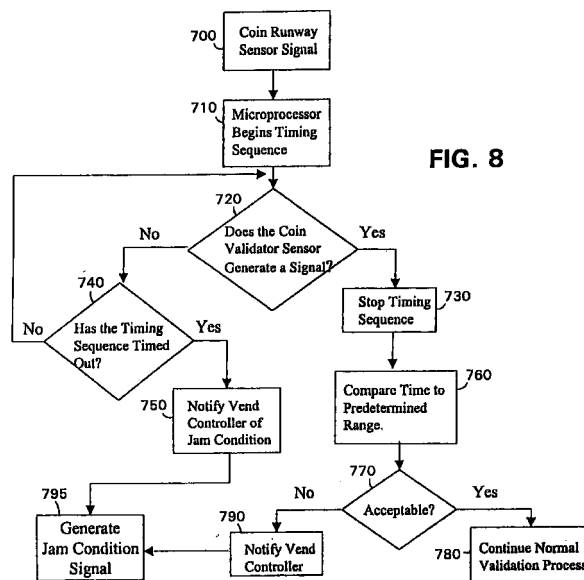 700
Coin Runway
Sensor Signal
710
Microprocessor
Begins Timing
Sequence
FIG. 8
720
Does the Coin
Validator Sensor
Generate a Signal?
No
Yes
740
Has the Timing
Sequence Timed
Out?
No
Yes
Stop Timing
Sequence
730
750
Notify Vend
Controller of
Jam Condition
Compare Time to
Predetermined
Range.
760
770
Acceptable?
No
Yes
795
Generate
Jam Condition
Signal
790
Notify Vend
Controller
780
Continue Normal
Validation Process